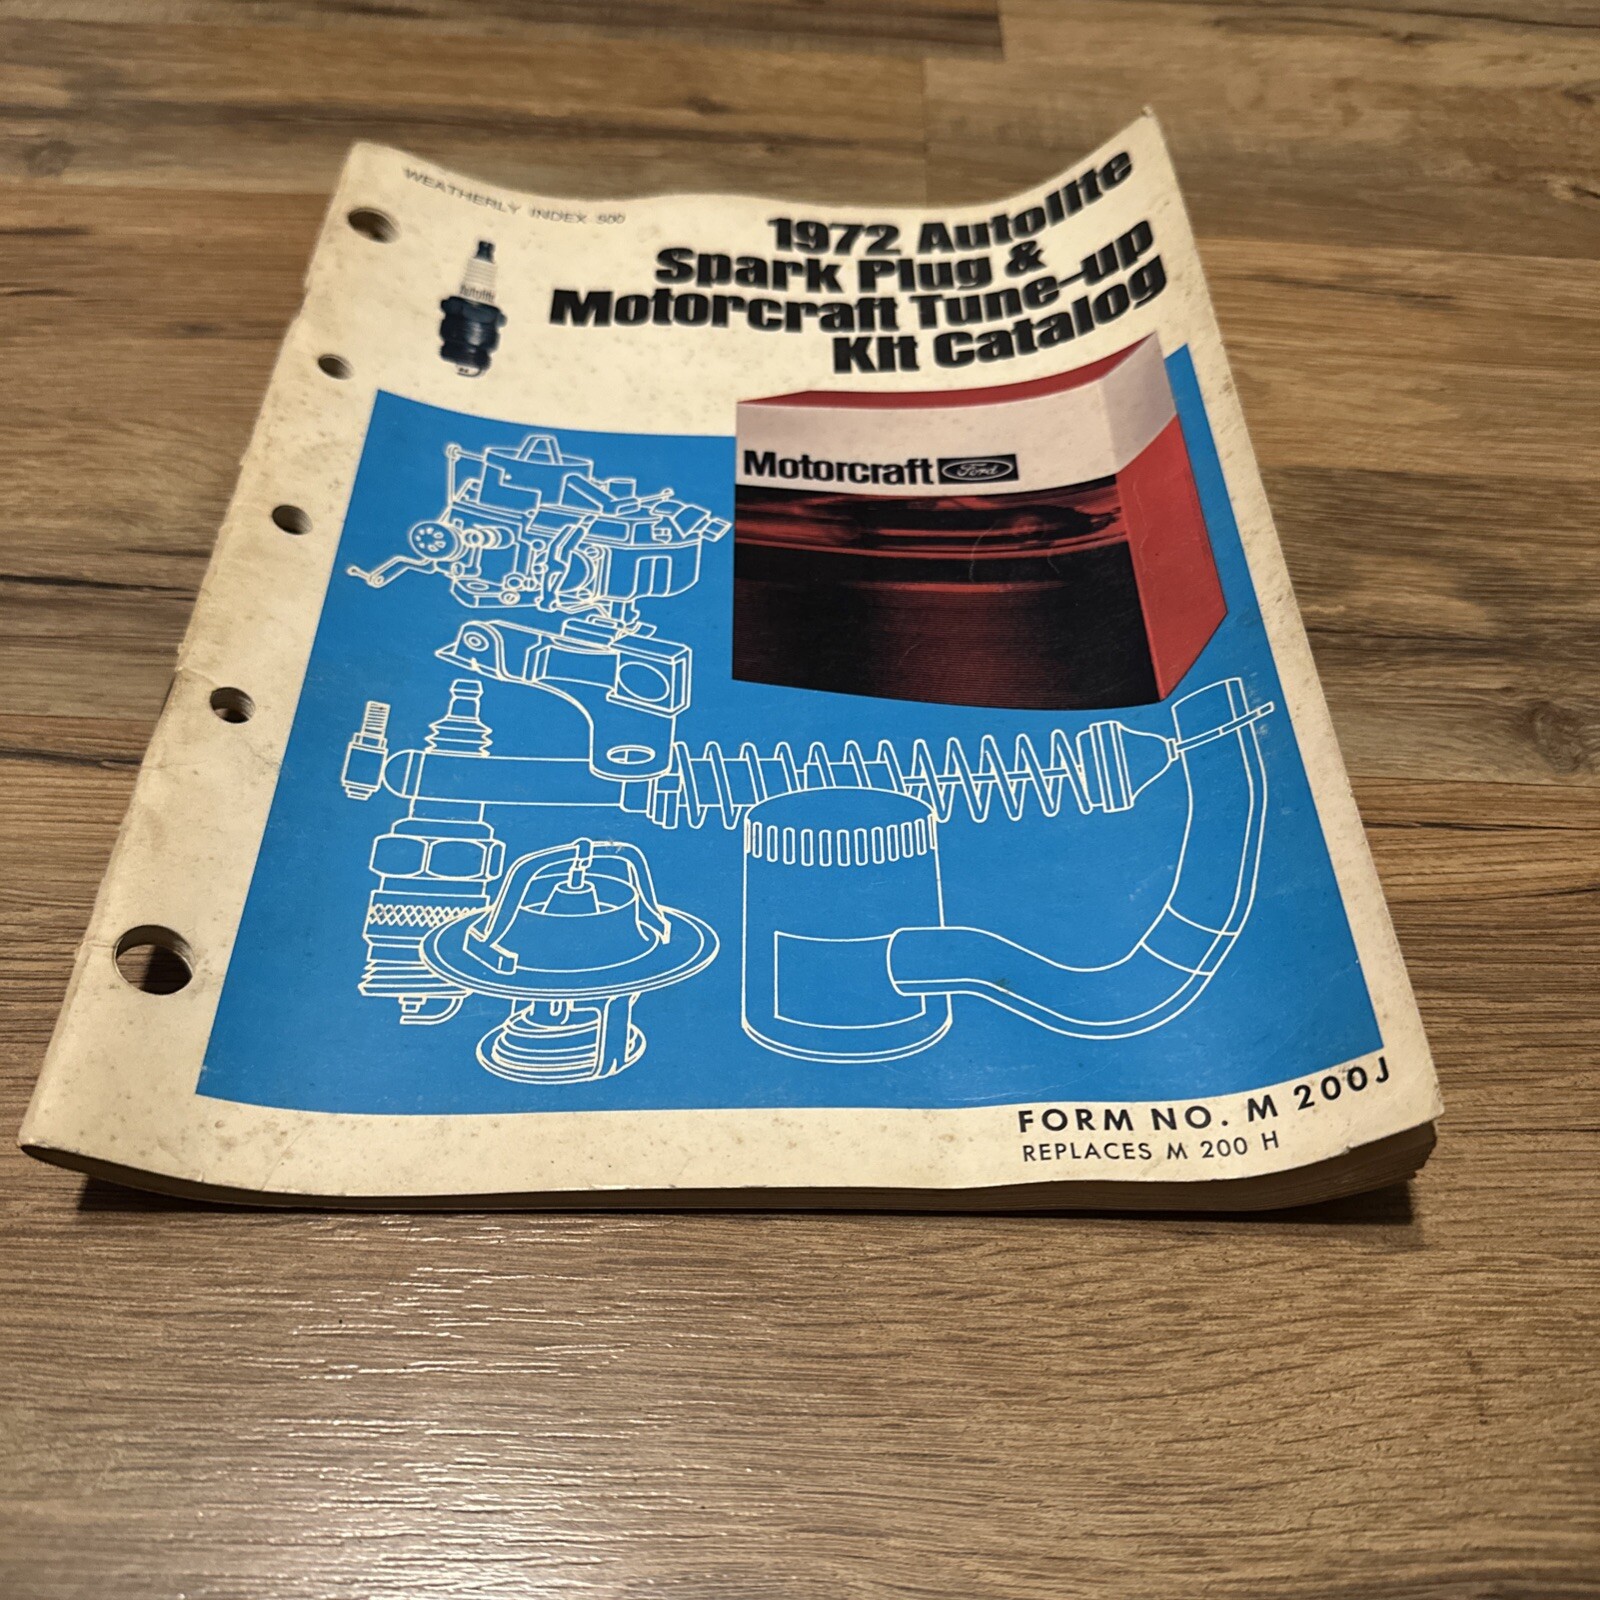 WEATHERLY INDEX 500
1972 Autolite
Spark Plug &
Motorcraft Tune-up
Kit Catalog
Autolite
Motorcraft Ford
FORM NO. M 200J
REPLACES M 200 H